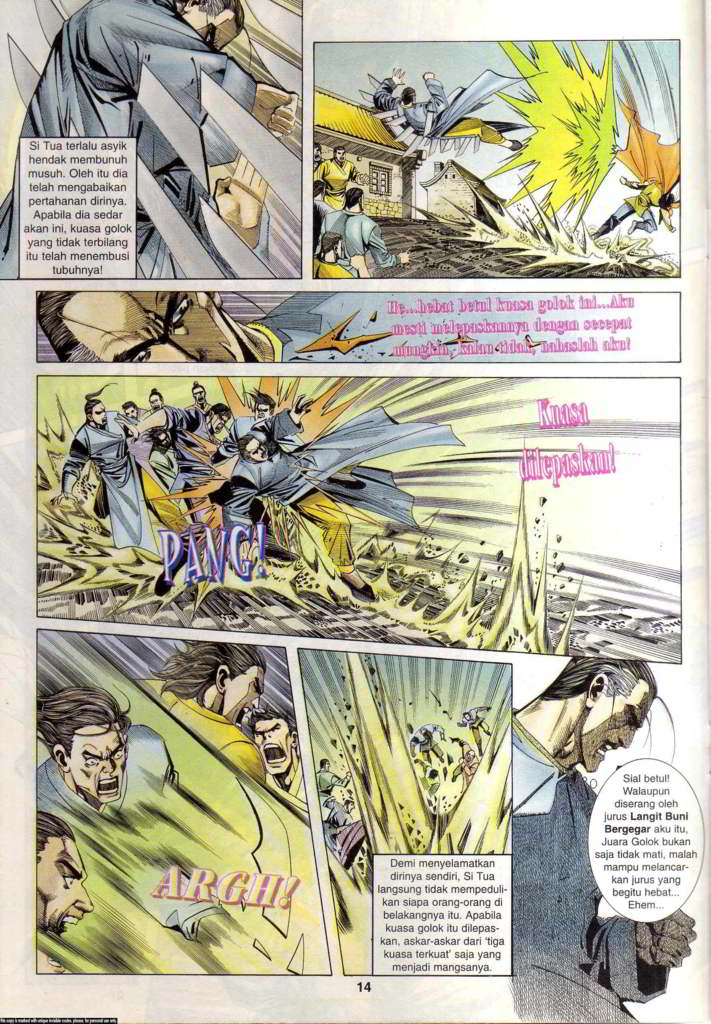 Si Tua terlalu asyik
hendak membunuh
musuh. Oleh itu dia
telah mengabaikan
pertahanan dirinya.
Apabila dia sedar
akan ini, kuasa golok
yang tidak terbilang
itu telah menembusi
tubuhnya!
He...hebat betul kuasa golok ini...Aku
mesti melepaskannya dengan secepat
mungkin, kalau tidak, nahaslah aku!
Kuasa
dilepaskan!
PANG!
ARGH!
Demi menyelamatkan
dirinya sendiri, Si Tua
langsung tidak mempeduli-
kan siapa orang-orang di
belakangnya itu. Apabila
kuasa golok itu dilepas-
kan, askar-askar dari ‘tiga
kuasa terkuat’ saja yang
menjadi mangsanya.
Sial betul!
Walaupun
diserang oleh
jurus Langit Buni
Bergegar aku itu,
Juara Golok bukan
saja tidak mati, malah
mampu melancar-
kan jurus yang
begitu hebat...
Ehem...
14